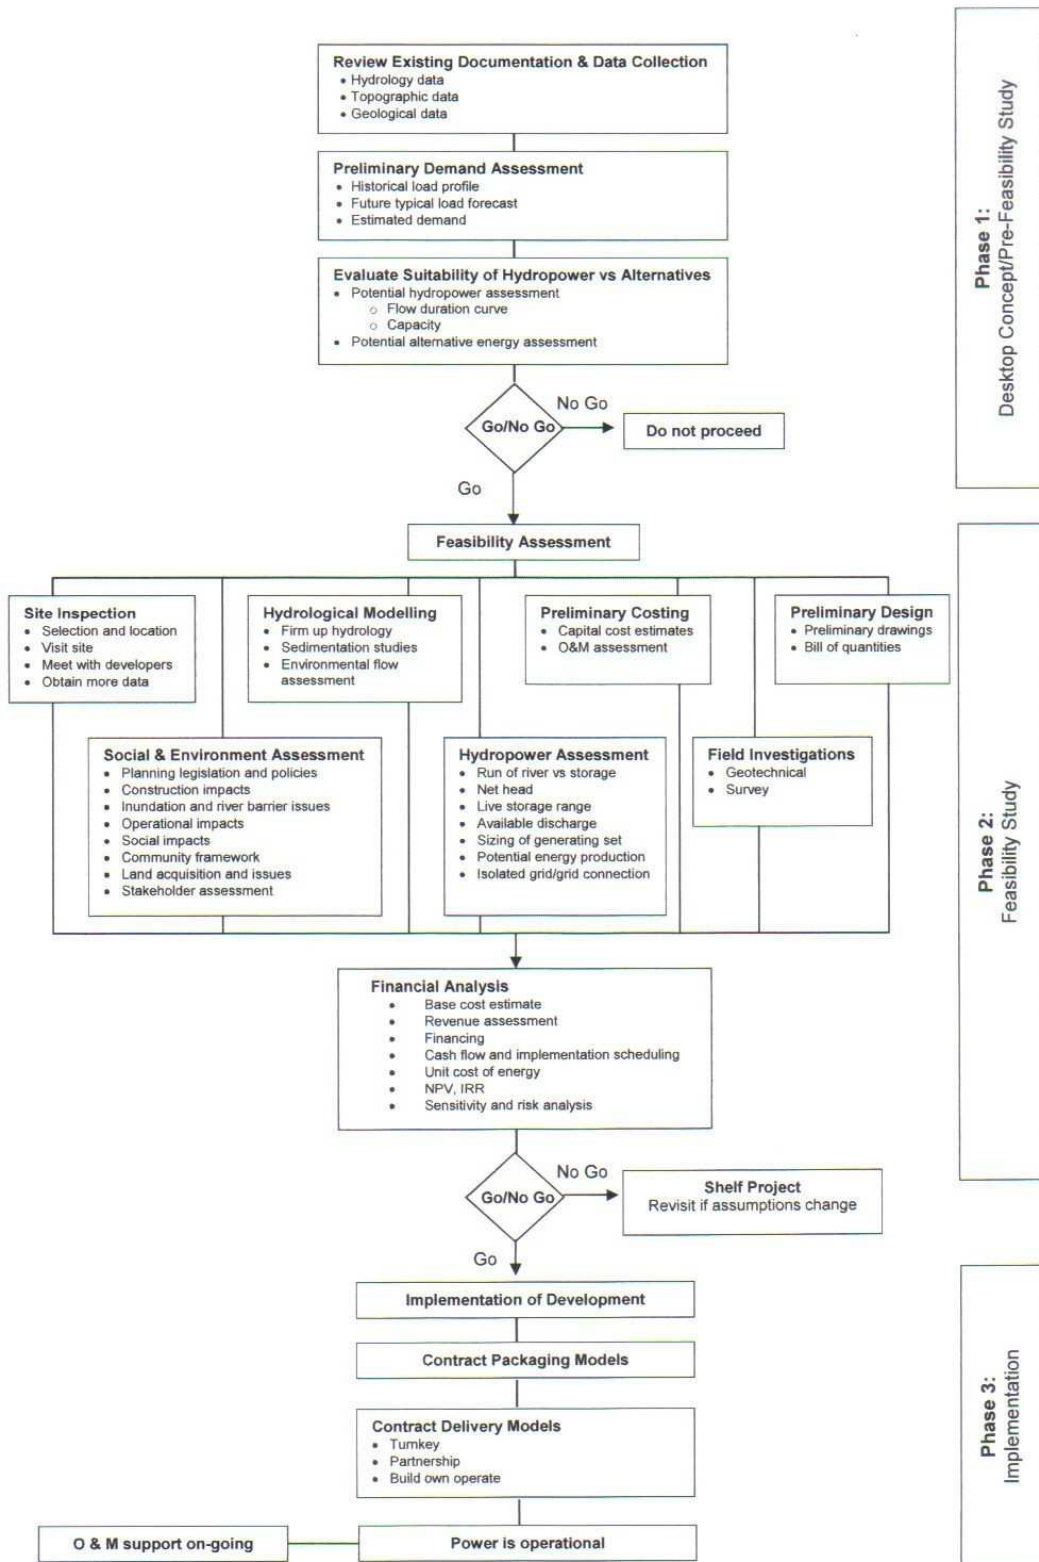 Review Existing Documentation & Data Collection
• Hydrology data
• Topographic data
• Geological data
Preliminary Demand Assessment
• Historical load profile
• Future typical load forecast
• Estimated demand
Evaluate Suitability of Hydropower vs Alternatives
• Potential hydropower assessment
o Flow duration curve
o Capacity
• Potential alternative energy assessment
Go/No Go
No Go
Do not proceed
Go
Phase 1:
Desktop Concept/Pre-Feasibility Study
Feasibility Assessment
Site Inspection
• Selection and location
• Visit site
• Meet with developers
• Obtain more data
Hydrological Modelling
• Firm up hydrology
• Sedimentation studies
• Environmental flow
assessment
Preliminary Costing
• Capital cost estimates
• O&M assessment
Preliminary Design
• Preliminary drawings
• Bill of quantities
Social & Environment Assessment
• Planning legislation and policies
• Construction impacts
• Inundation and river barrier issues
• Operational impacts
• Social impacts
• Community framework
• Land acquisition and issues
• Stakeholder assessment
Hydropower Assessment
• Run of river vs storage
• Net head
• Live storage range
• Available discharge
• Sizing of generating set
• Potential energy production
• Isolated grid/grid connection
Field Investigations
• Geotechnical
• Survey
Financial Analysis
• Base cost estimate
• Revenue assessment
• Financing
• Cash flow and implementation scheduling
• Unit cost of energy
• NPV, IRR
• Sensitivity and risk analysis
Go/No Go
No Go
Shelf Project
Revisit if assumptions change
Go
Phase 2:
Feasibility Study
Implementation of Development
Contract Packaging Models
Contract Delivery Models
• Turnkey
• Partnership
• Build own operate
O & M support on-going
Power is operational
Phase 3:
Implementation